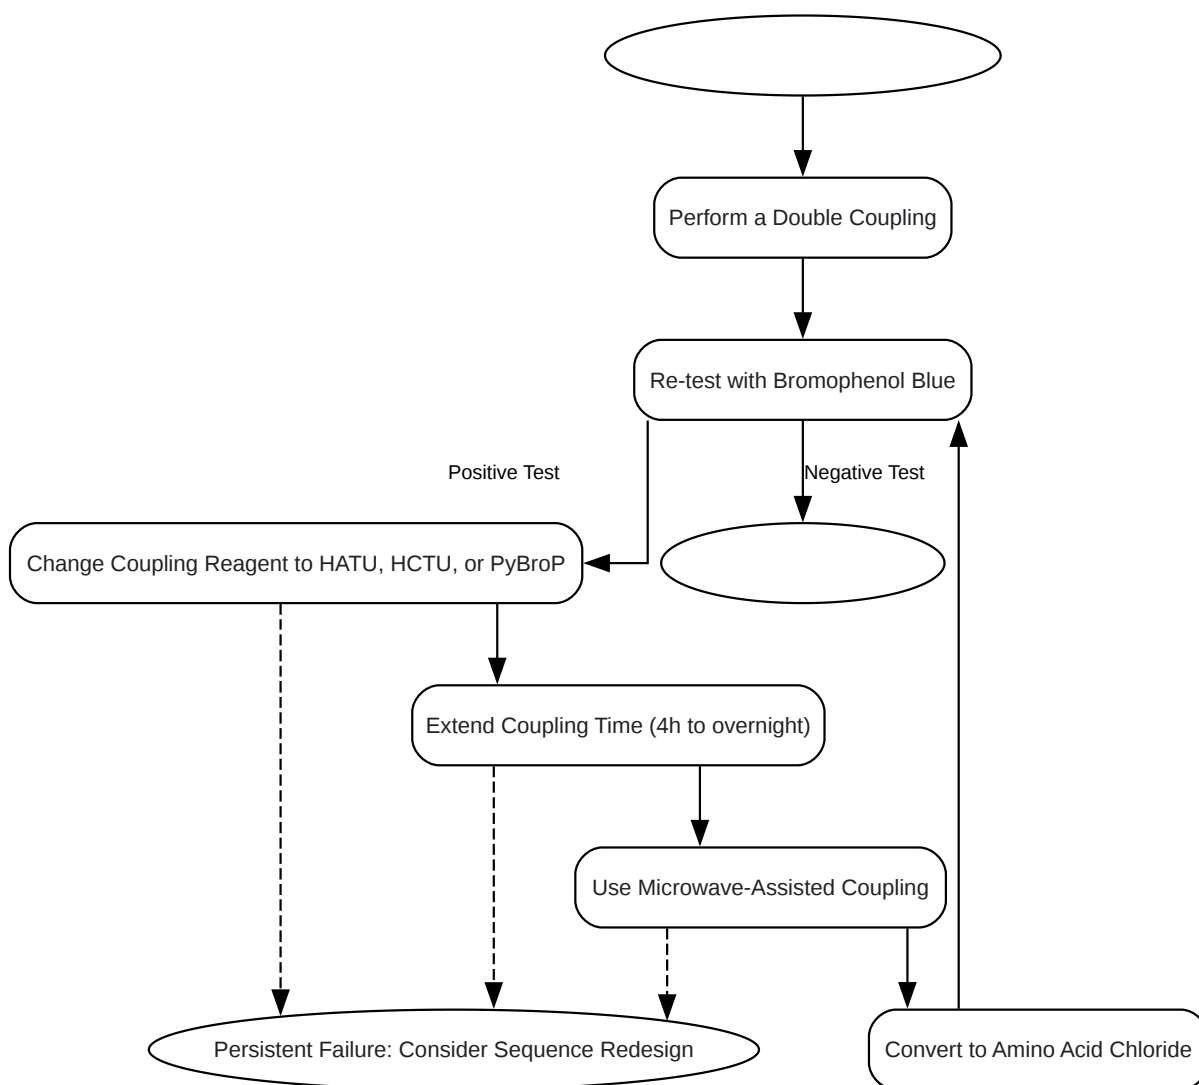 Perform a Double Coupling
Re-test with Bromophenol Blue
Positive Test
Negative Test
Change Coupling Reagent to HATU, HCTU, or PyBroP
Extend Coupling Time (4h to overnight)
Use Microwave-Assisted Coupling
Persistent Failure: Consider Sequence Redesign
Convert to Amino Acid Chloride